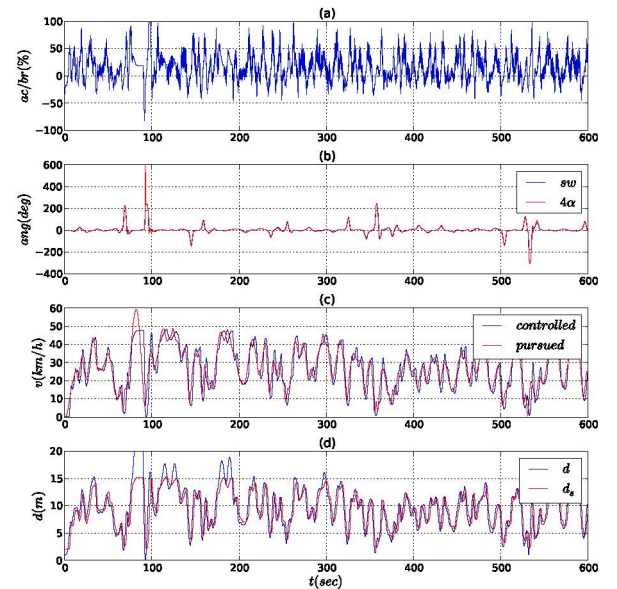 (a)
ac/br(%)
100
50
0
−50
−100
0 100 200 300 400 500 600
(b)
ang(deg)
600
400
200
0
−200
−400
sw
4α
0 100 200 300 400 500 600
(c)
v(km/h)
60
50
40
30
20
10
0
controlled
pursued
0 100 200 300 400 500 600
(d)
d(m)
20
15
10
5
0
d
d_s
0 100 200 300 400 500 600
t(sec)